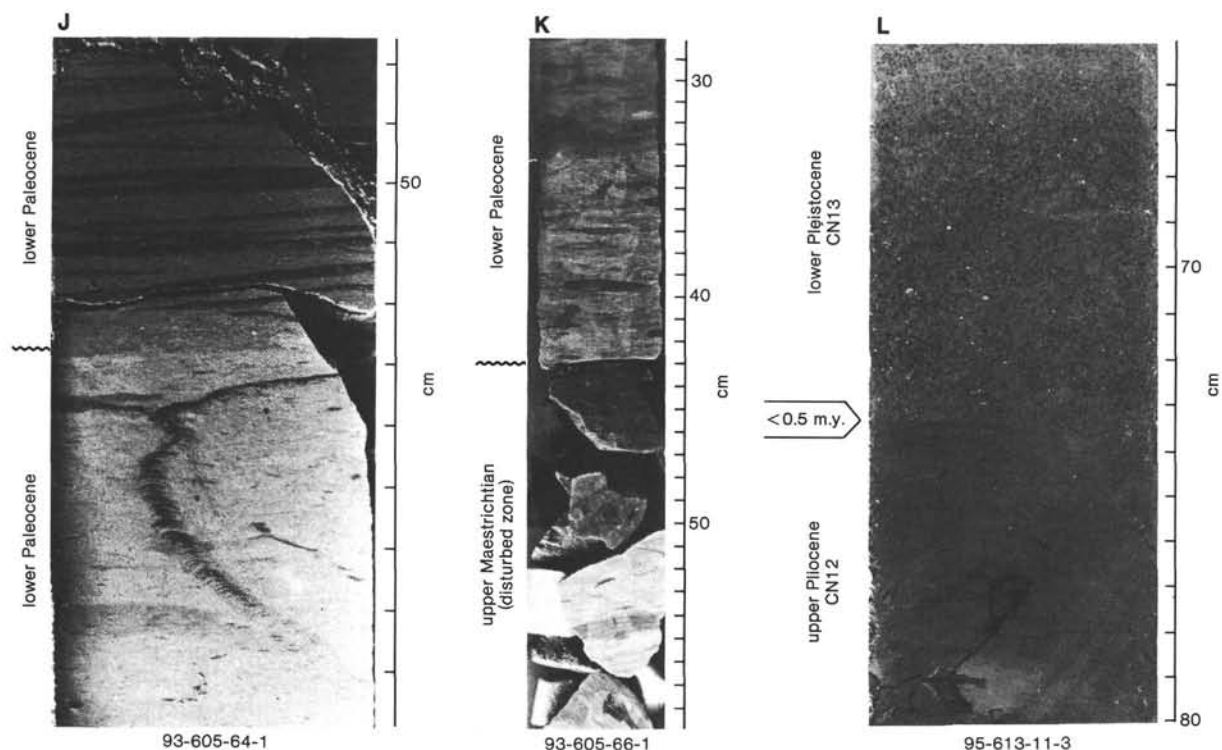 J
lower Paleocene
lower Paleocene
50
cm
93-605-64-1
K
lower Paleocene
upper Maestrichtian
(disturbed zone)
30
40
cm
50
93-605-66-1
L
lower Pleistocene
CN13
<0.5 m.y.
upper Pliocene
CN12
70
cm
80
95-613-11-3